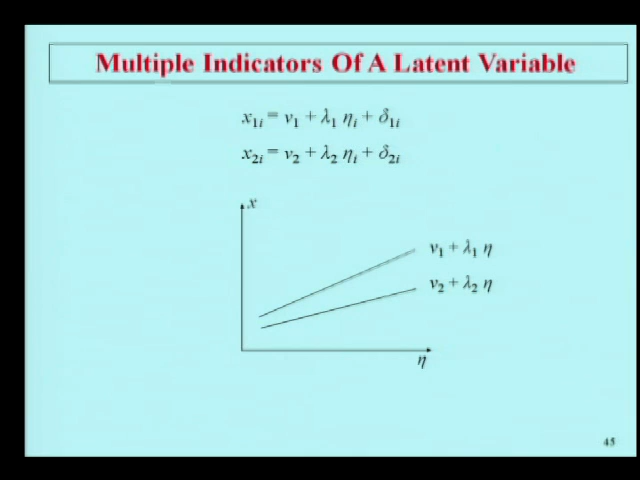 Multiple Indicators Of A Latent Variable
x₁ᵢ = ν₁ + λ₁ ηᵢ + δ₁ᵢ
x₂ᵢ = ν₂ + λ₂ ηᵢ + δ₂ᵢ
x
ν₁ + λ₁ η
ν₂ + λ₂ η
η
45